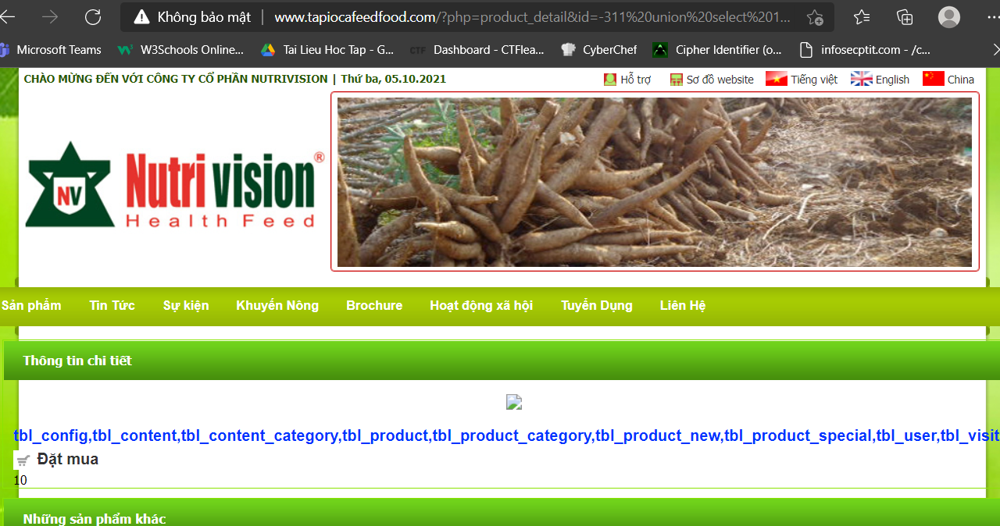 Không bảo mật | www.tapiocafeedfood.com/?php=product_detail&id=-311%20union%20select%201...
Microsoft Teams W3Schools Online... Tai Lieu Hoc Tap - G... CTF Dashboard - CTFlea... CyberChef Cipher Identifier (o... infosecptit.com - /c...
CHÀO MỪNG ĐẾN VỚI CÔNG TY CỔ PHẦN NUTRIVISION | Thứ ba, 05.10.2021
Hỗ trợ Sơ đồ website Tiếng việt English China
NV Nutri vision®
Health Feed
Sản phẩm Tin Tức Sự kiện Khuyến Nông Brochure Hoạt động xã hội Tuyển Dụng Liên Hệ
Thông tin chi tiết
tbl_config,tbl_content,tbl_content_category,tbl_product,tbl_product_category,tbl_product_new,tbl_product_special,tbl_user,tbl_visit
Đặt mua
10
Những sản phẩm khác